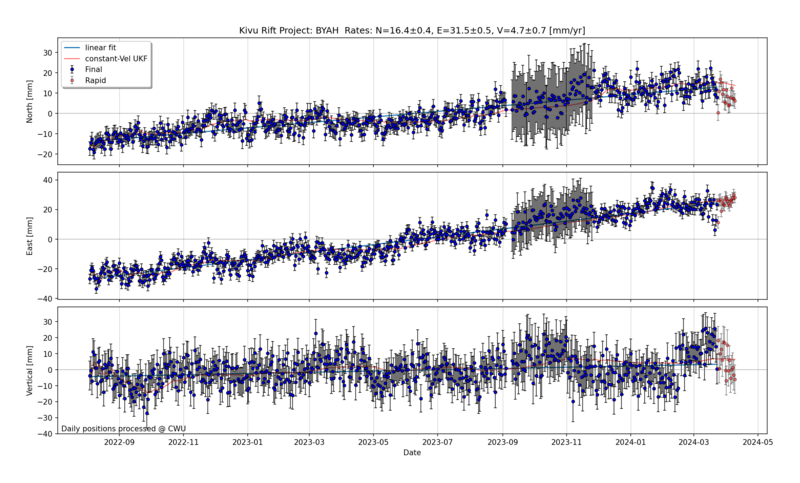 Kivu Rift Project: BYAH  Rates: N=16.4±0.4, E=31.5±0.5, V=4.7±0.7 [mm/yr]
linear fit
constant-Vel UKF
Final
Rapid
North [mm]
30
20
10
0
−10
−20
East [mm]
40
20
0
−20
−40
Vertical [mm]
30
20
10
0
−10
−20
−30
−40
Daily positions processed @ CWU
2022-09 2022-11 2023-01 2023-03 2023-05 2023-07 2023-09 2023-11 2024-01 2024-03 2024-05
Date